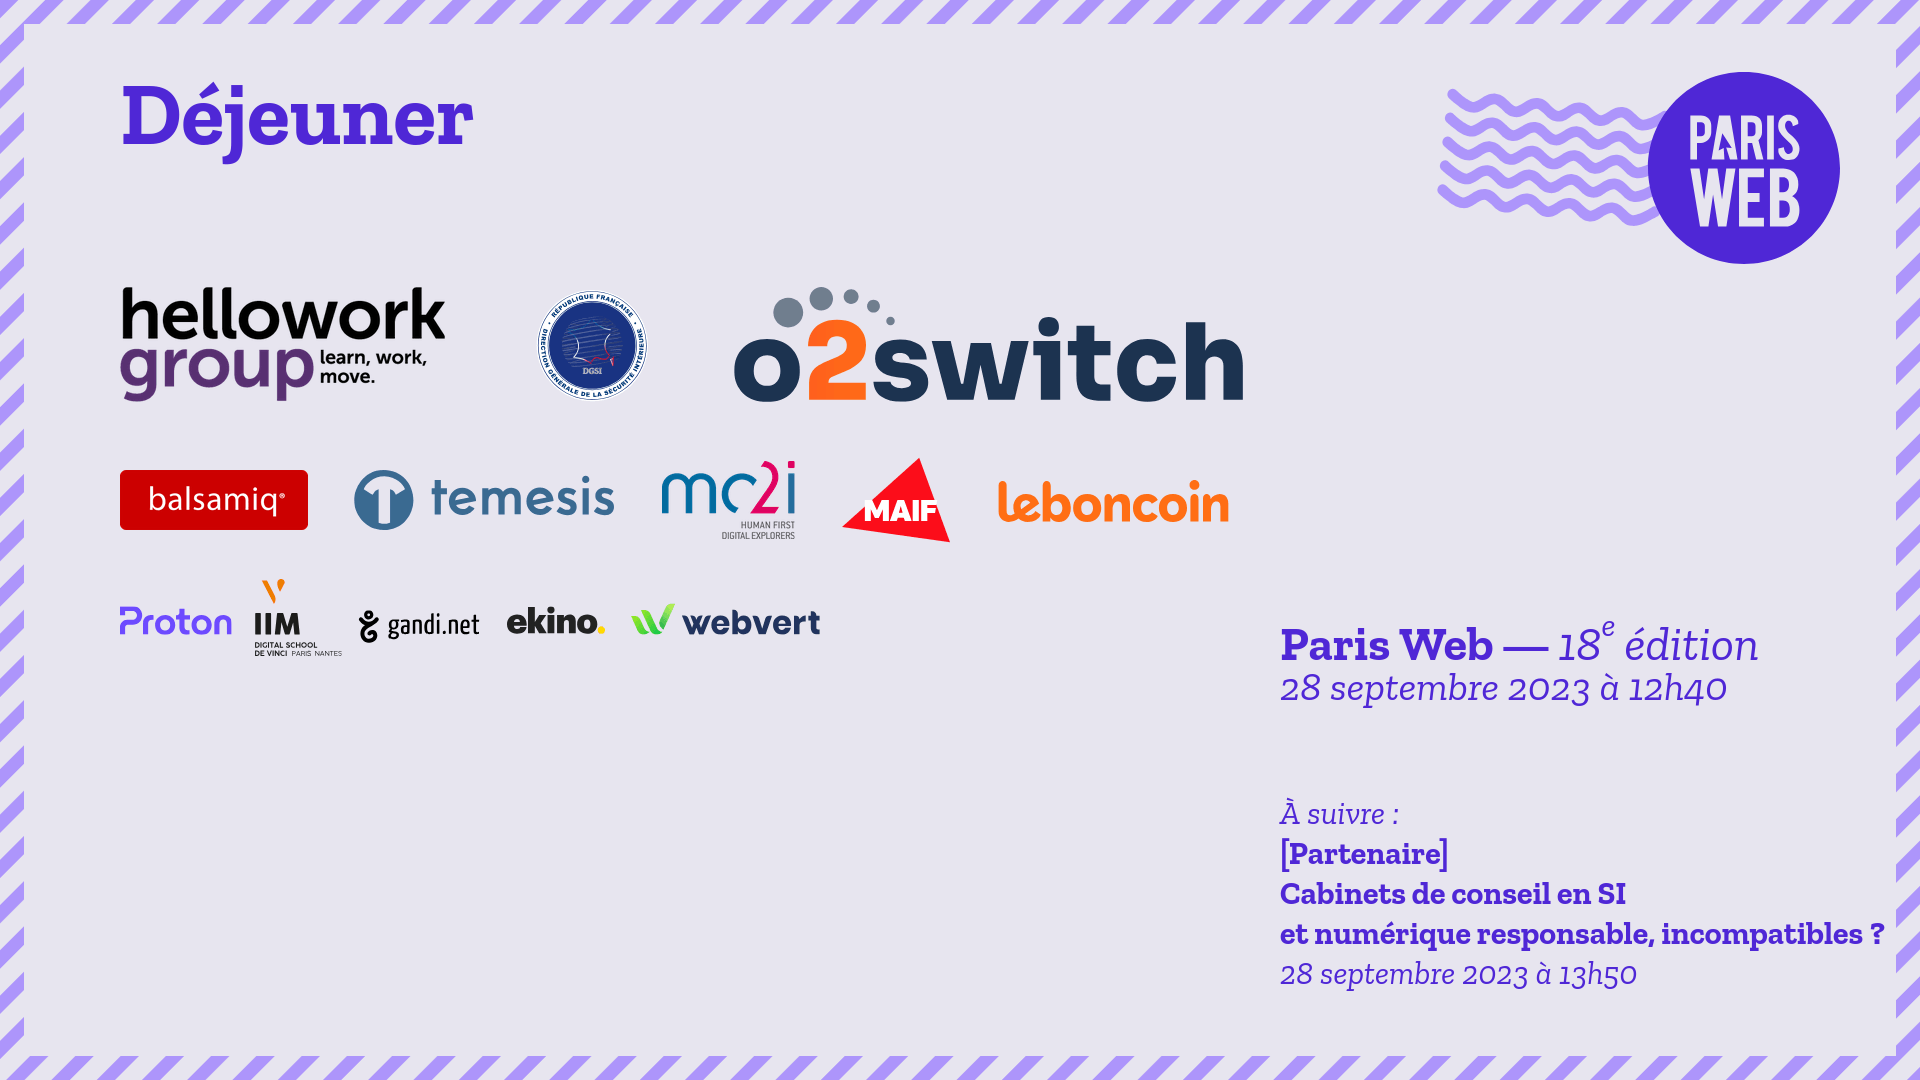 Déjeuner
PARIS
WEB
hellowork
group learn, work,
move.
RÉPUBLIQUE FRANÇAISE
DIRECTION GÉNÉRALE DE LA SÉCURITÉ INTÉRIEURE
DGSI
o2switch
balsamiq®
temesis
mc2i
HUMAN FIRST
DIGITAL EXPLORERS
MAIF
leboncoin
Proton
IIM
DIGITAL SCHOOL
DE VINCI PARIS NANTES
gandi.net
ekino.
webvert
Paris Web — 18e édition
28 septembre 2023 à 12h40
À suivre :
[Partenaire]
Cabinets de conseil en SI
et numérique responsable, incompatibles ?
28 septembre 2023 à 13h50